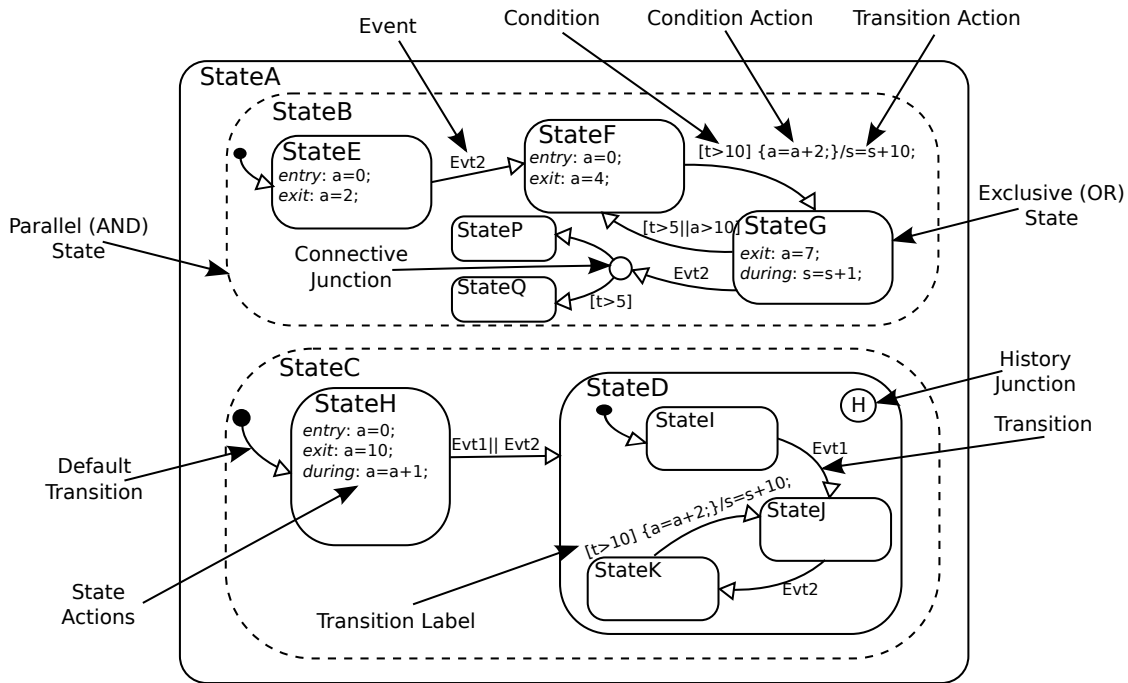 Event
Condition
Condition Action
Transition Action
StateA
StateB
StateE
entry: a=0;
exit: a=2;
Evt2
StateF
entry: a=0;
exit: a=4;
[t>10] {a=a+2;}/s=s+10;
Exclusive (OR)
State
Parallel (AND)
State
StateP
Connective
Junction
StateQ
[t>5]
[t>5||a>10]
Evt2
StateG
exit: a=7;
during: s=s+1;
StateC
StateH
entry: a=0;
exit: a=10;
during: a=a+1;
Evt1|| Evt2
StateD
H
History
Junction
StateI
Evt1
Transition
Default
Transition
[t>10] {a=a+2;}/s=s+10;
StateJ
StateK
Evt2
State
Actions
Transition Label